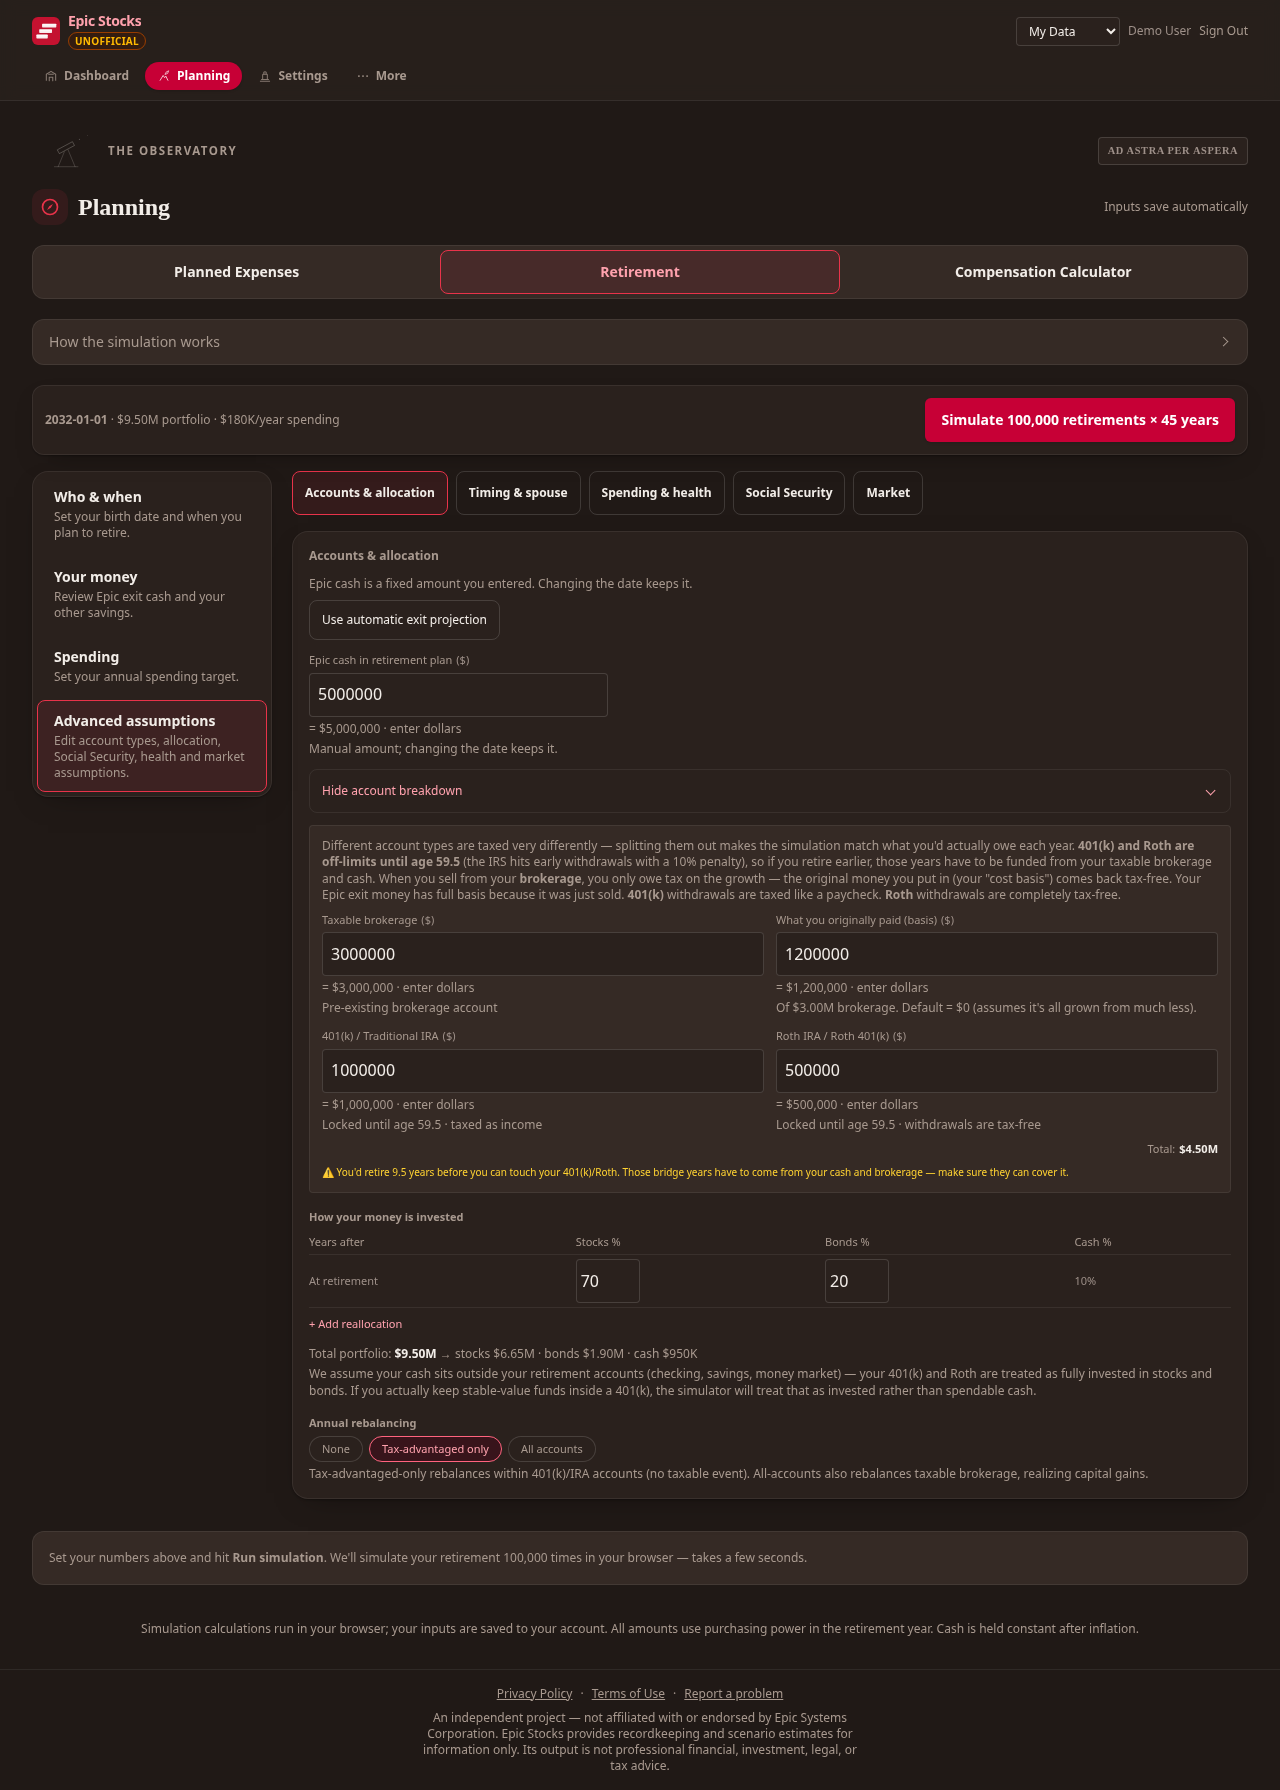 Epic Stocks
UNOFFICIAL
My Data
Demo User
Sign Out
Dashboard
Planning
Settings
More
THE OBSERVATORY
AD ASTRA PER ASPERA
Planning
Inputs save automatically
Planned Expenses
Retirement
Compensation Calculator
How the simulation works
2032-01-01 · $9.50M portfolio · $180K/year spending
Simulate 100,000 retirements × 45 years
Who & when
Set your birth date and when you
plan to retire.
Your money
Review Epic exit cash and your
other savings.
Spending
Set your annual spending target.
Advanced assumptions
Edit account types, allocation,
Social Security, health and market
assumptions.
Accounts & allocation
Timing & spouse
Spending & health
Social Security
Market
Accounts & allocation
Epic cash is a fixed amount you entered. Changing the date keeps it.
Use automatic exit projection
Epic cash in retirement plan ($)
5000000
= $5,000,000 · enter dollars
Manual amount; changing the date keeps it.
Hide account breakdown
Different account types are taxed very differently — splitting them out makes the simulation match what you'd actually owe each year. 401(k) and Roth are
off-limits until age 59.5 (the IRS hits early withdrawals with a 10% penalty), so if you retire earlier, those years have to be funded from your taxable brokerage
and cash. When you sell from your brokerage, you only owe tax on the growth — the original money you put in (your "cost basis") comes back tax-free. Your
Epic exit money has full basis because it was just sold. 401(k) withdrawals are taxed like a paycheck. Roth withdrawals are completely tax-free.
Taxable brokerage ($)
What you originally paid (basis) ($)
3000000
1200000
= $3,000,000 · enter dollars
= $1,200,000 · enter dollars
Pre-existing brokerage account
Of $3.00M brokerage. Default = $0 (assumes it's all grown from much less).
401(k) / Traditional IRA ($)
Roth IRA / Roth 401(k) ($)
1000000
500000
= $1,000,000 · enter dollars
= $500,000 · enter dollars
Locked until age 59.5 · taxed as income
Locked until age 59.5 · withdrawals are tax-free
Total: $4.50M
⚠️ You'd retire 9.5 years before you can touch your 401(k)/Roth. Those bridge years have to come from your cash and brokerage — make sure they can cover it.
How your money is invested
Years after
Stocks %
Bonds %
Cash %
At retirement
70
20
10%
+ Add reallocation
Total portfolio: $9.50M → stocks $6.65M · bonds $1.90M · cash $950K
We assume your cash sits outside your retirement accounts (checking, savings, money market) — your 401(k) and Roth are treated as fully invested in stocks and
bonds. If you actually keep stable-value funds inside a 401(k), the simulator will treat that as invested rather than spendable cash.
Annual rebalancing
None
Tax-advantaged only
All accounts
Tax-advantaged-only rebalances within 401(k)/IRA accounts (no taxable event). All-accounts also rebalances taxable brokerage, realizing capital gains.
Set your numbers above and hit Run simulation. We'll simulate your retirement 100,000 times in your browser — takes a few seconds.
Simulation calculations run in your browser; your inputs are saved to your account. All amounts use purchasing power in the retirement year. Cash is held constant after inflation.
Privacy Policy · Terms of Use · Report a problem
An independent project — not affiliated with or endorsed by Epic Systems
Corporation. Epic Stocks provides recordkeeping and scenario estimates for
information only. Its output is not professional financial, investment, legal, or
tax advice.